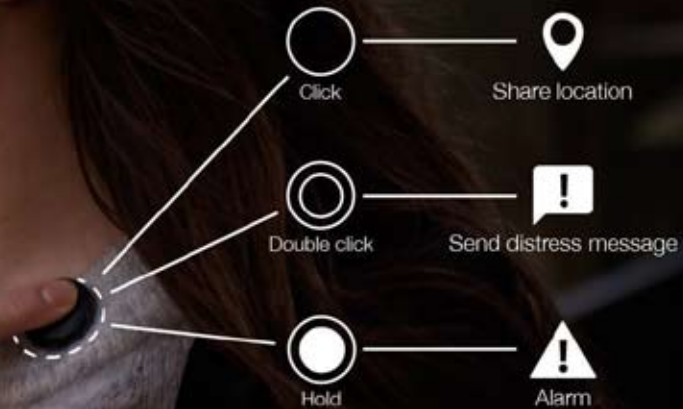 Click
Share location
Double click
Send distress message
Hold
Alarm